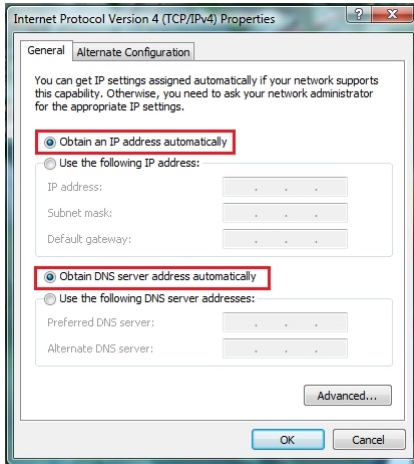 Internet Protocol Version 4 (TCP/IPv4) Properties
General
Alternate Configuration
You can get IP settings assigned automatically if your network supports
this capability. Otherwise, you need to ask your network administrator
for the appropriate IP settings.
Obtain an IP address automatically
Use the following IP address:
IP address:
Subnet mask:
Default gateway:
Obtain DNS server address automatically
Use the following DNS server addresses:
Preferred DNS server:
Alternate DNS server:
Advanced...
OK
Cancel